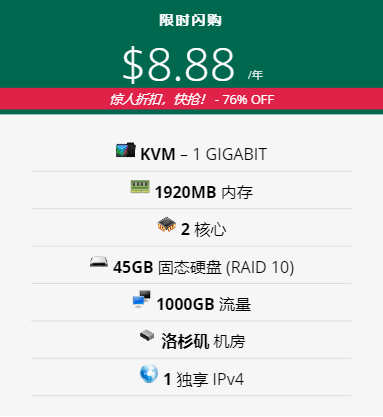 限时闪购
$8.88 /年
惊人折扣，快抢！ - 76% OFF
KVM – 1 GIGABIT
1920MB 内存
2 核心
45GB 固态硬盘 (RAID 10)
1000GB 流量
洛杉矶 机房
1 独享 IPv4